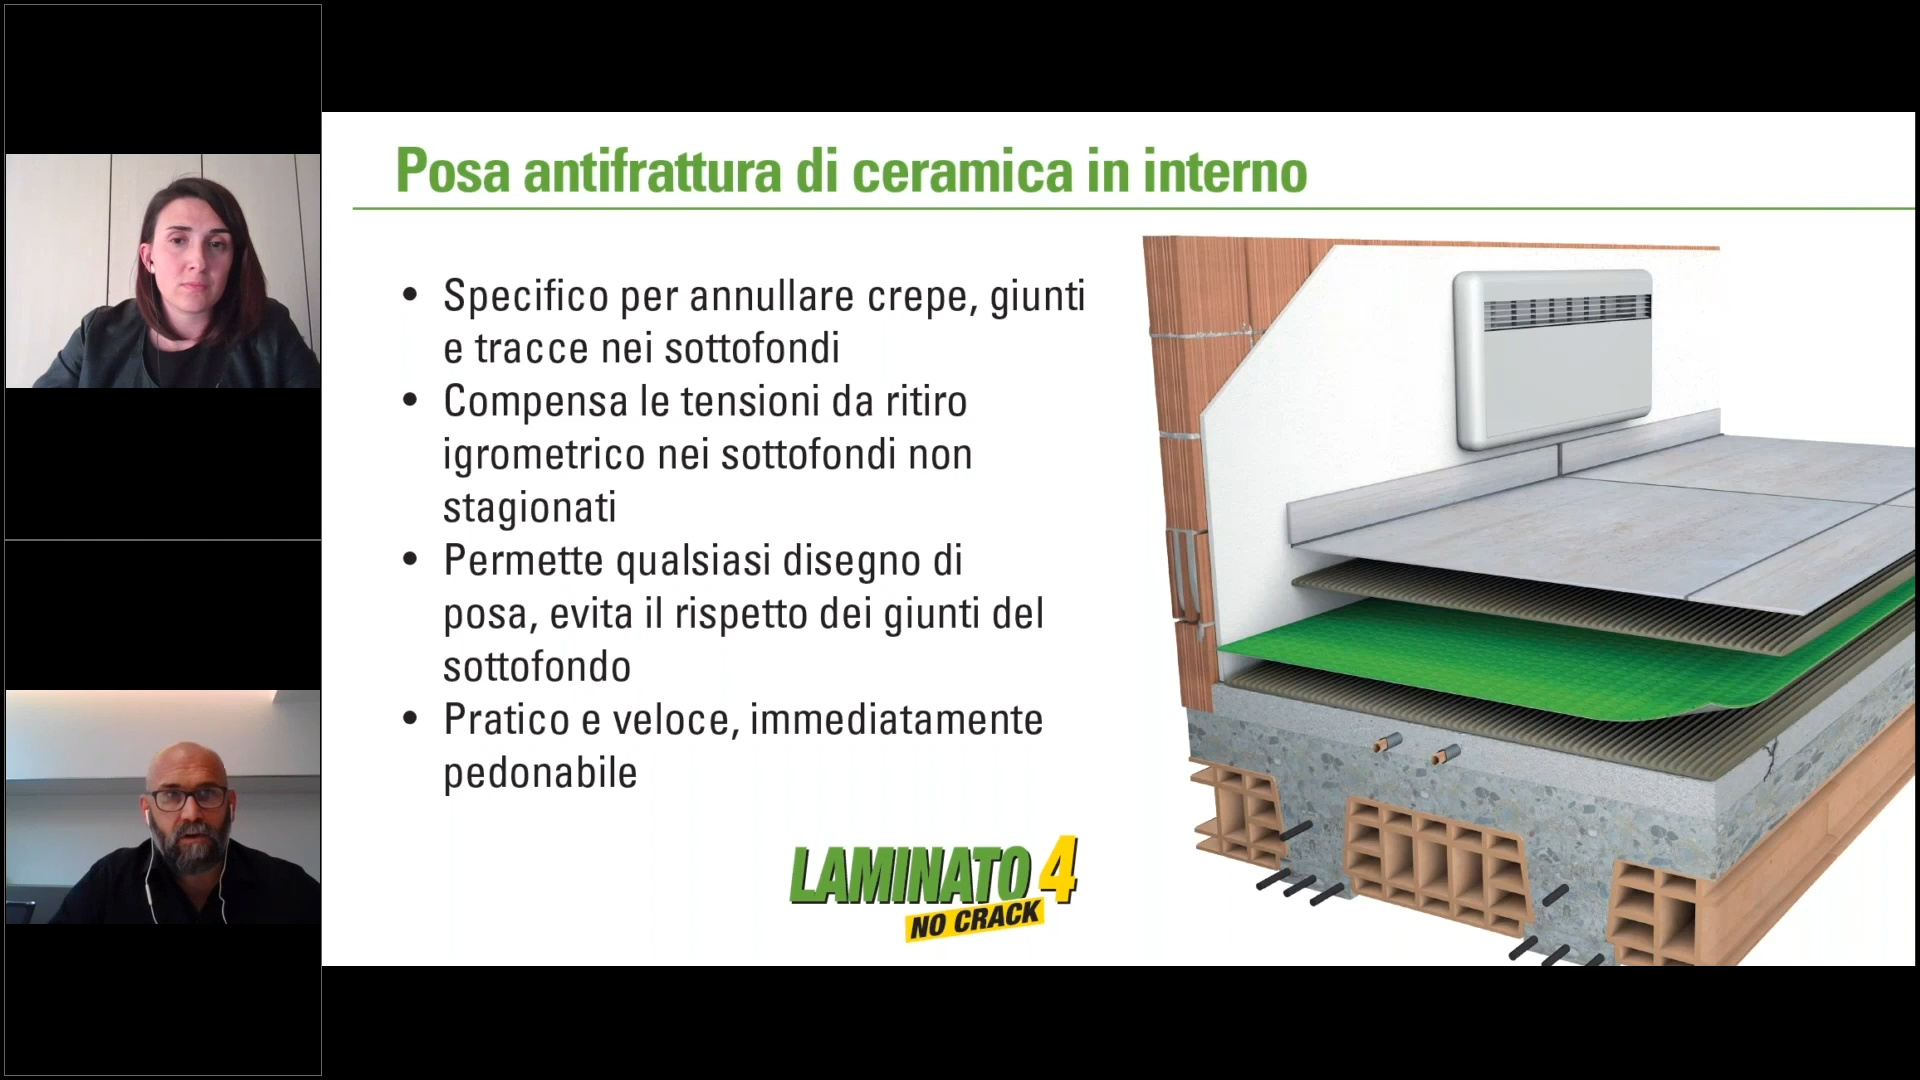 Posa antifrattura di ceramica in interno
• Specifico per annullare crepe, giunti
e tracce nei sottofondi
• Compensa le tensioni da ritiro
igrometrico nei sottofondi non
stagionati
• Permette qualsiasi disegno di
posa, evita il rispetto dei giunti del
sottofondo
• Pratico e veloce, immediatamente
pedonabile
LAMINATO 4
NO CRACK